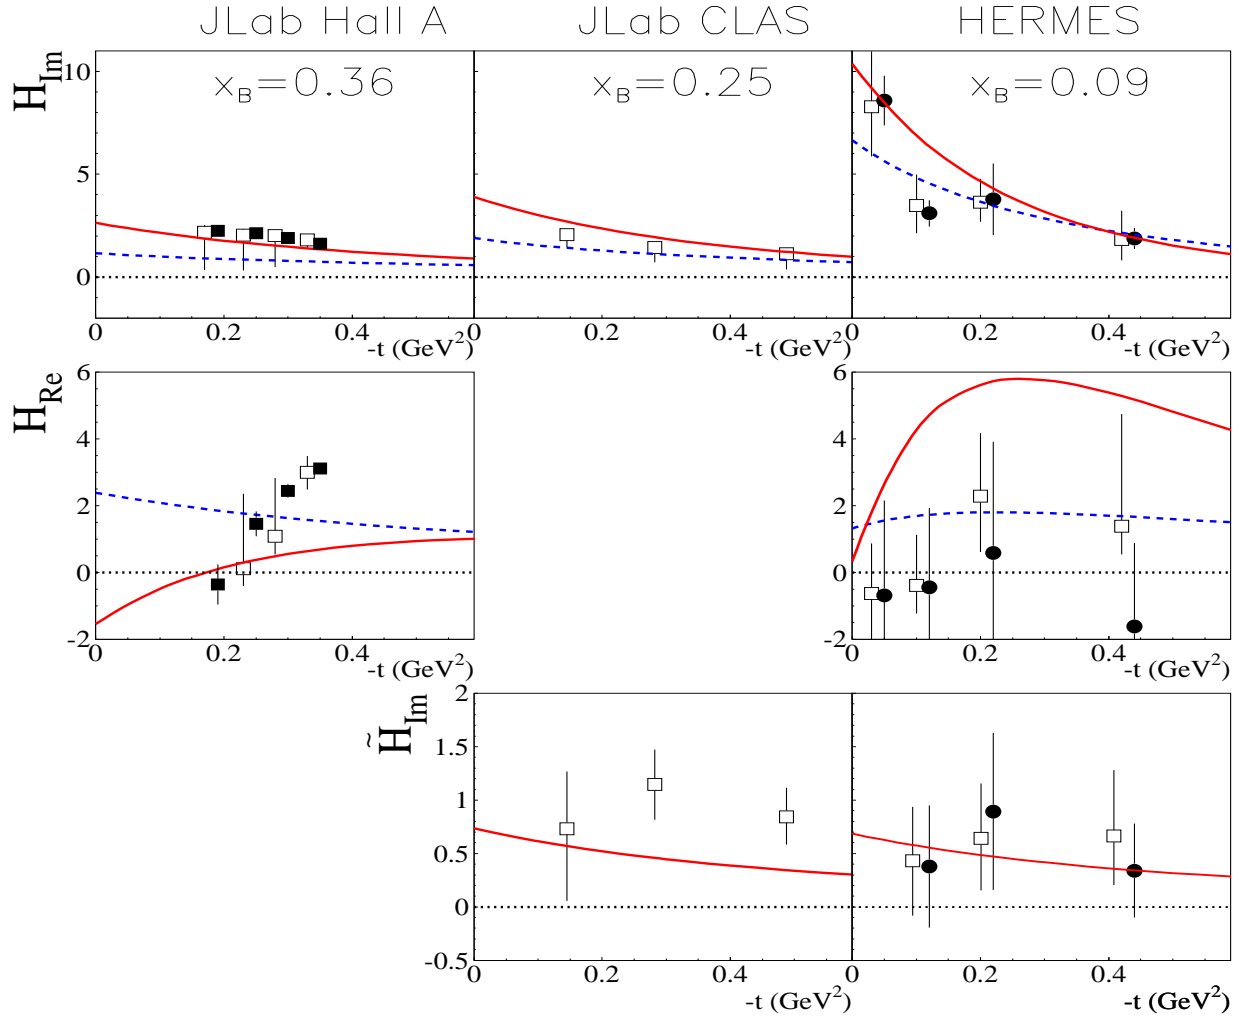 JLab Hall A JLab CLAS HERMES
H_Im
x_B=0.36 x_B=0.25 x_B=0.09
10
5
0
0 0.2 0.4 0 0.2 0.4 0 0.2 0.4
-t (GeV²) -t (GeV²) -t (GeV²)
H_Re
6 6
4 4
2 2
0 0
-2 -2
0 0.2 0.4 0 0.2 0.4
-t (GeV²) -t (GeV²)
H̃_Im
2
1.5
1
0.5
0
-0.5
0 0.2 0.4 0 0.2 0.4
-t (GeV²) -t (GeV²)